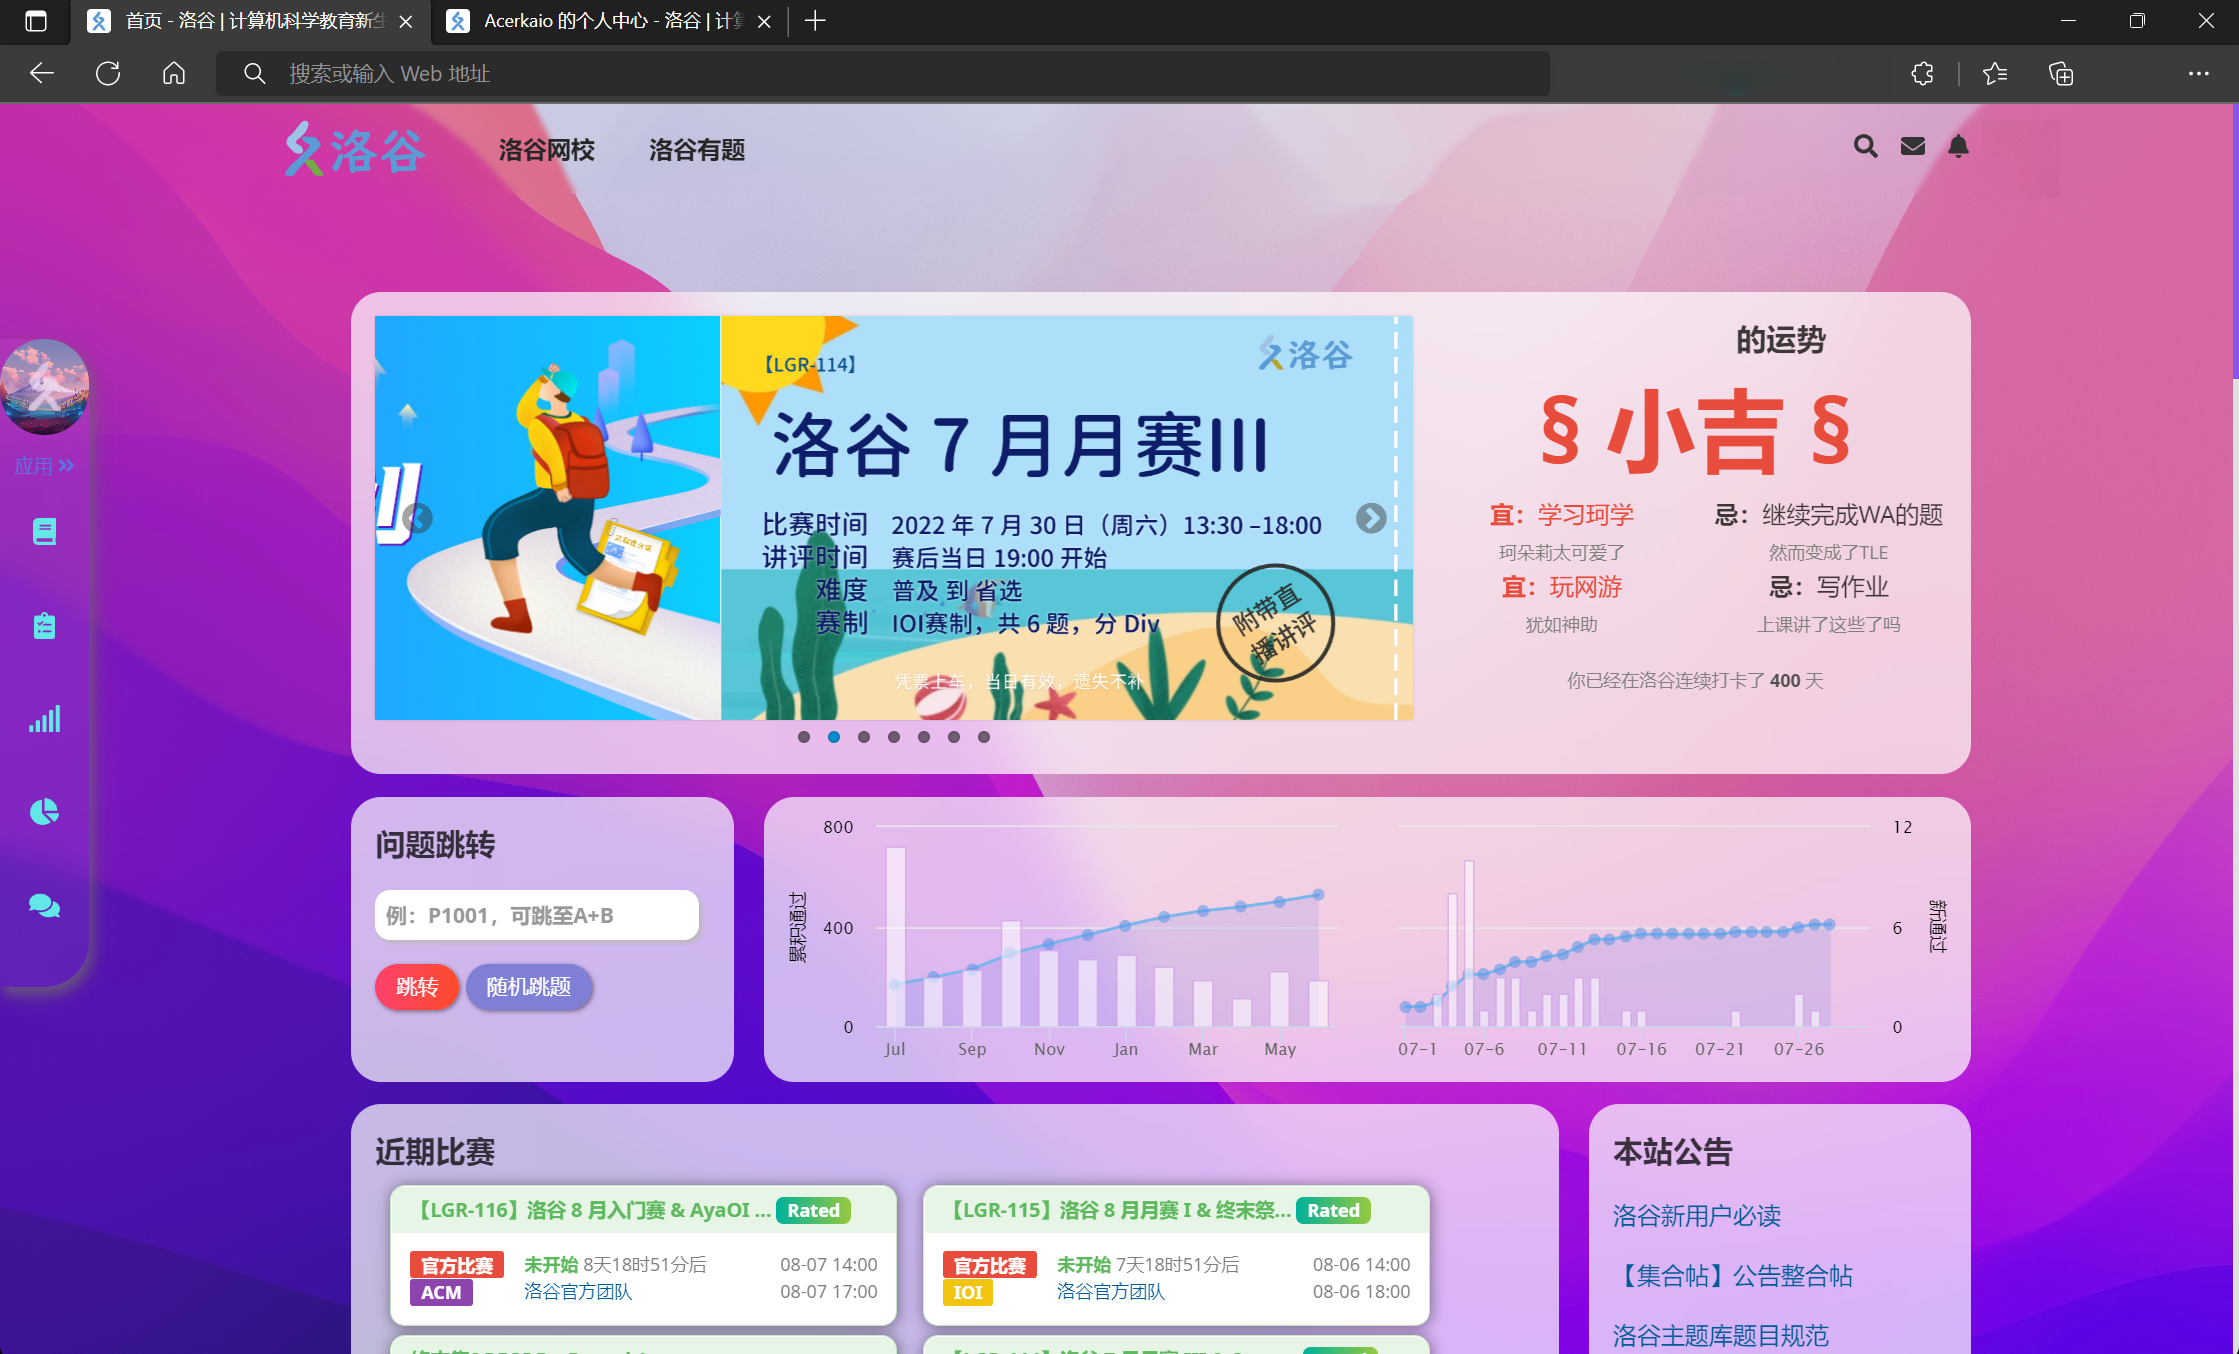 首页 - 洛谷 | 计算机科学教育新生
Acerkaio 的个人中心 - 洛谷 | 计算
搜索或输入 Web 地址
洛谷
洛谷网校
洛谷有题
应用
【LGR-114】
洛谷
洛谷 7 月月赛III
比赛时间 2022 年 7 月 30 日（周六）13:30 –18:00
讲评时间 赛后当日 19:00 开始
难度 普及 到 省选
赛制 IOI赛制，共 6 题，分 Div
附带直
播讲评
凭票上车，当日有效，遗失不补
的运势
§ 小吉 §
宜：学习珂学
忌：继续完成WA的题
珂朵莉太可爱了
然而变成了TLE
宜：玩网游
忌：写作业
犹如神助
上课讲了这些了吗
你已经在洛谷连续打卡了 400 天
问题跳转
例：P1001，可跳至A+B
跳转
随机跳题
累积通过
800
400
0
Jul Sep Nov Jan Mar May
07-1 07-6 07-11 07-16 07-21 07-26
12
6
0
新通过
近期比赛
【LGR-116】洛谷 8 月入门赛 & AyaOI ... Rated
官方比赛 未开始 8天18时51分后 08-07 14:00
ACM 洛谷官方团队 08-07 17:00
【LGR-115】洛谷 8 月月赛 I & 终末祭... Rated
官方比赛 未开始 7天18时51分后 08-06 14:00
IOI 洛谷官方团队 08-06 18:00
本站公告
洛谷新用户必读
【集合帖】公告整合帖
洛谷主题库题目规范